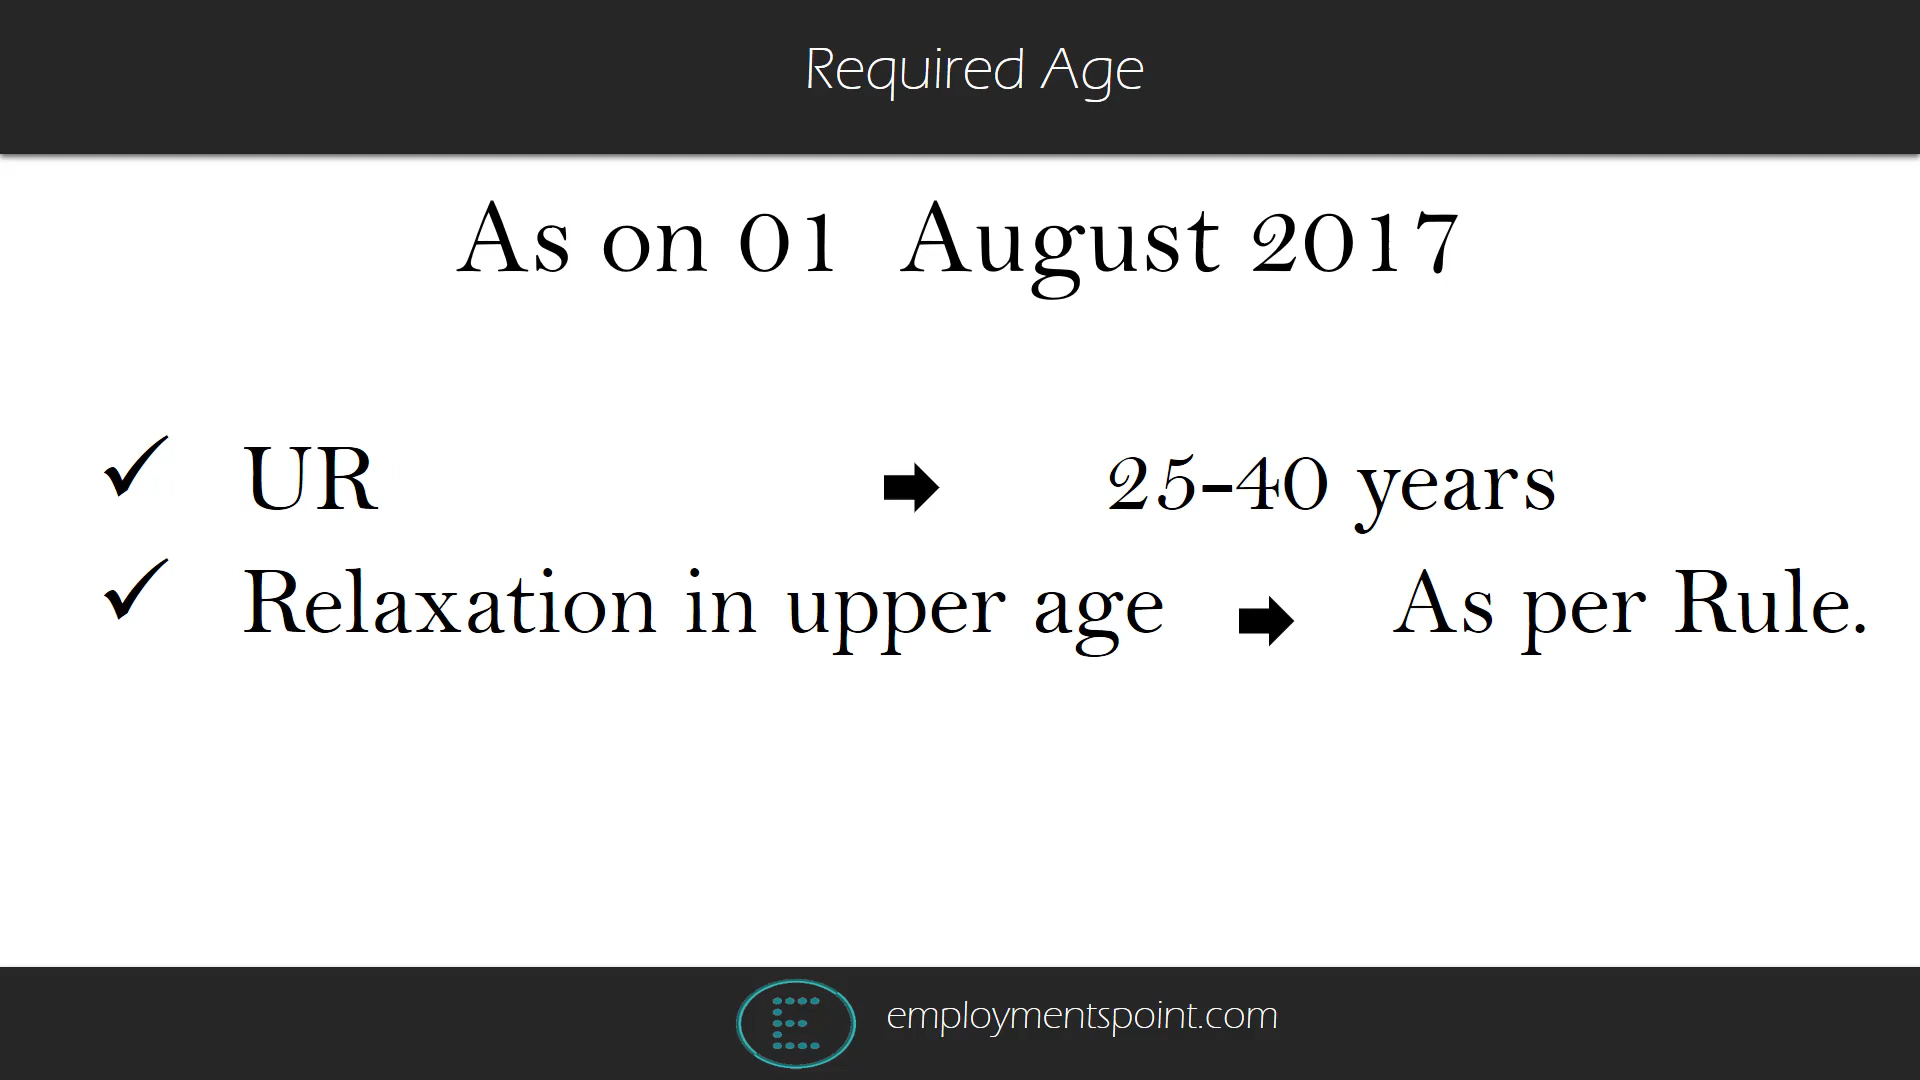 Required Age
As on 01 August 2017
✓ UR ➡ 25-40 years
✓ Relaxation in upper age ➡ As per Rule.
E employmentspoint.com